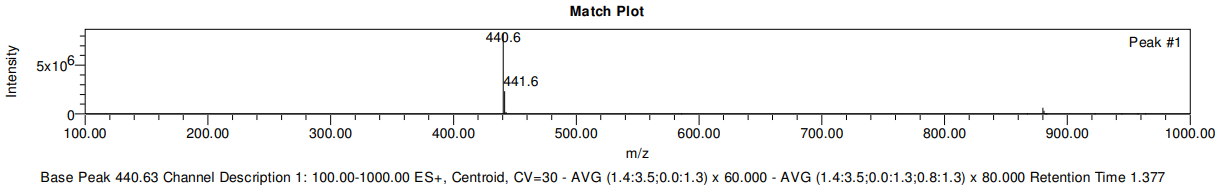 Match Plot
440.6
Peak #1
Intensity
5x10⁶
441.6
0
100.00 200.00 300.00 400.00 500.00 600.00 700.00 800.00 900.00 1000.00
m/z
Base Peak 440.63 Channel Description 1: 100.00-1000.00 ES+, Centroid, CV=30 - AVG (1.4:3.5;0.0:1.3) x 60.000 - AVG (1.4:3.5;0.0:1.3;0.8:1.3) x 80.000 Retention Time 1.377